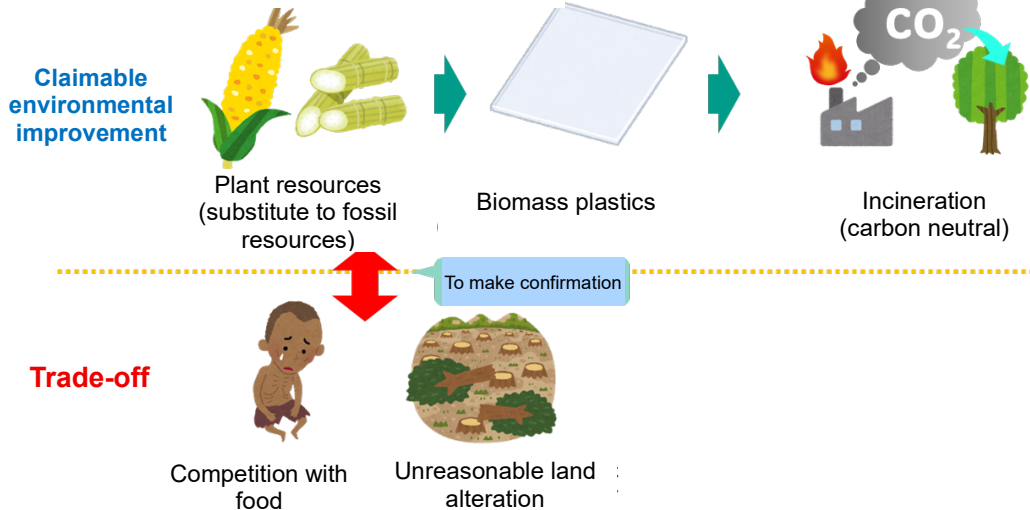 CO₂
Claimable
environmental
improvement
Plant resources
(substitute to fossil
resources)
Biomass plastics
Incineration
(carbon neutral)
To make confirmation
Trade-off
Competition with
food
Unreasonable land
alteration